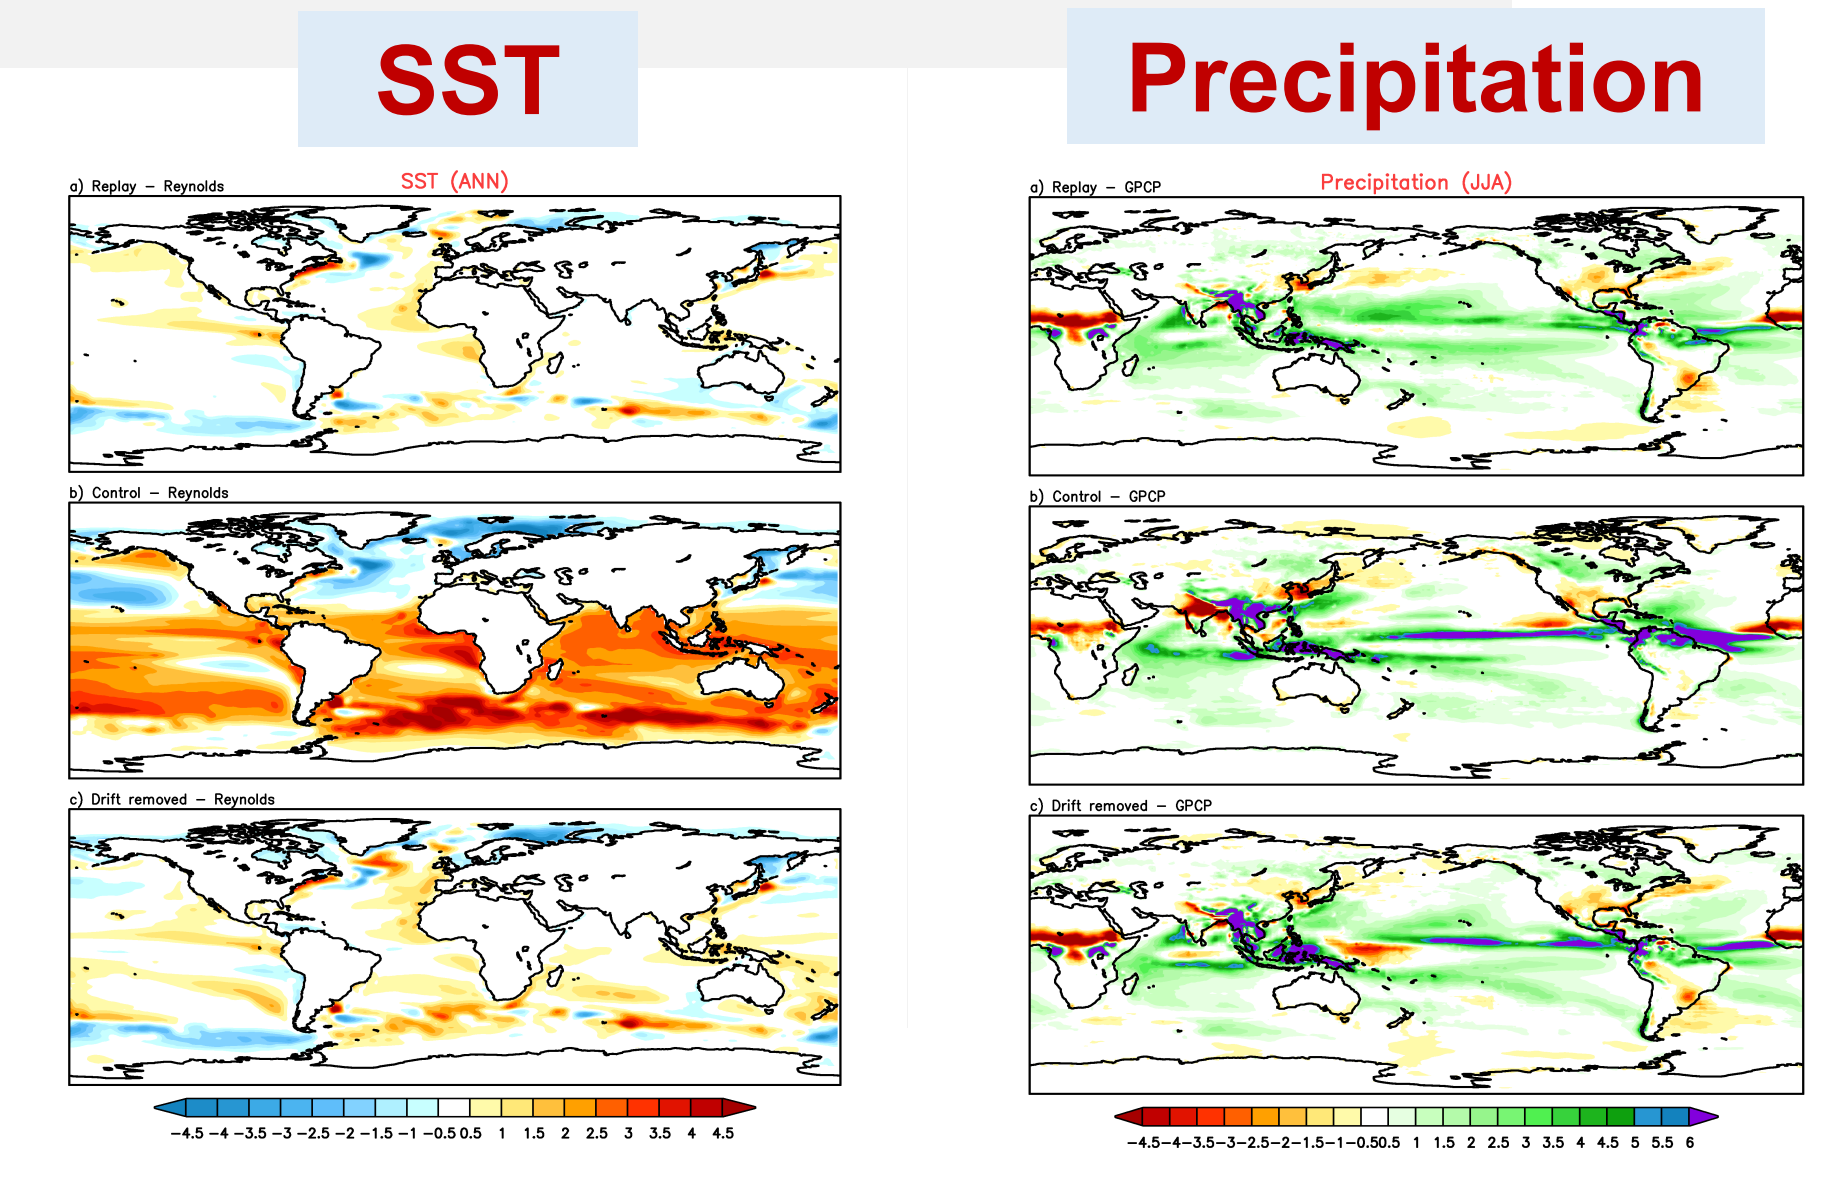 SST
Precipitation
SST (ANN)
a) Replay – Reynolds
b) Control – Reynolds
c) Drift removed – Reynolds
−4.5 −4 −3.5 −3 −2.5 −2 −1.5 −1 −0.5 0.5 1 1.5 2 2.5 3 3.5 4 4.5
Precipitation (JJA)
a) Replay – GPCP
b) Control – GPCP
c) Drift removed – GPCP
−4.5 −4 −3.5 −3 −2.5 −2 −1.5 −1 −0.5 0.5 1 1.5 2 2.5 3 3.5 4 4.5 5 5.5 6